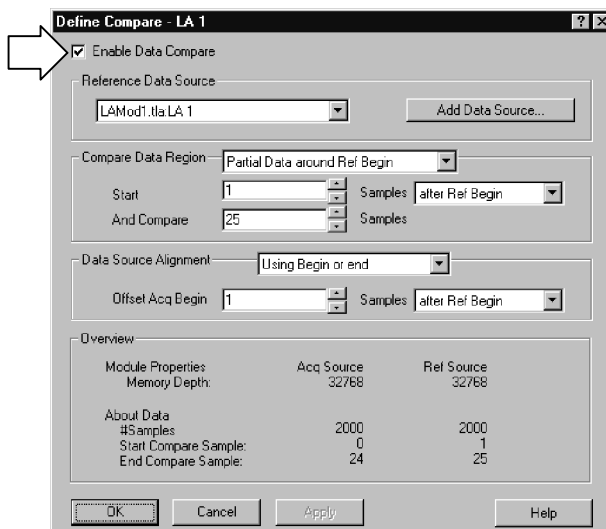 Define Compare - LA 1
Enable Data Compare
Reference Data Source
LAMod1.tla:LA 1
Add Data Source...
Compare Data Region
Partial Data around Ref Begin
Start 1 Samples after Ref Begin
And Compare 25 Samples
Data Source Alignment
Using Begin or end
Offset Acq Begin 1 Samples after Ref Begin
Overview
Module Properties Acq Source Ref Source
Memory Depth: 32768 32768
About Data
#Samples 2000 2000
Start Compare Sample: 0 1
End Compare Sample: 24 25
OK Cancel Apply Help